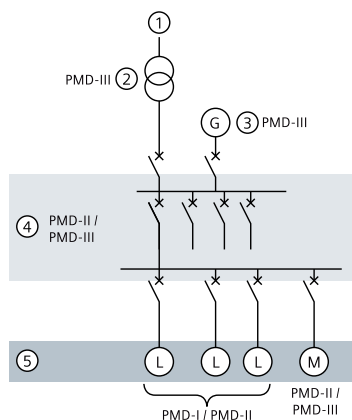 1
PMD-III 2
G 3 PMD-III
4 PMD-II /
PMD-III
5 L L L M
PMD-I / PMD-II
PMD-II /
PMD-III